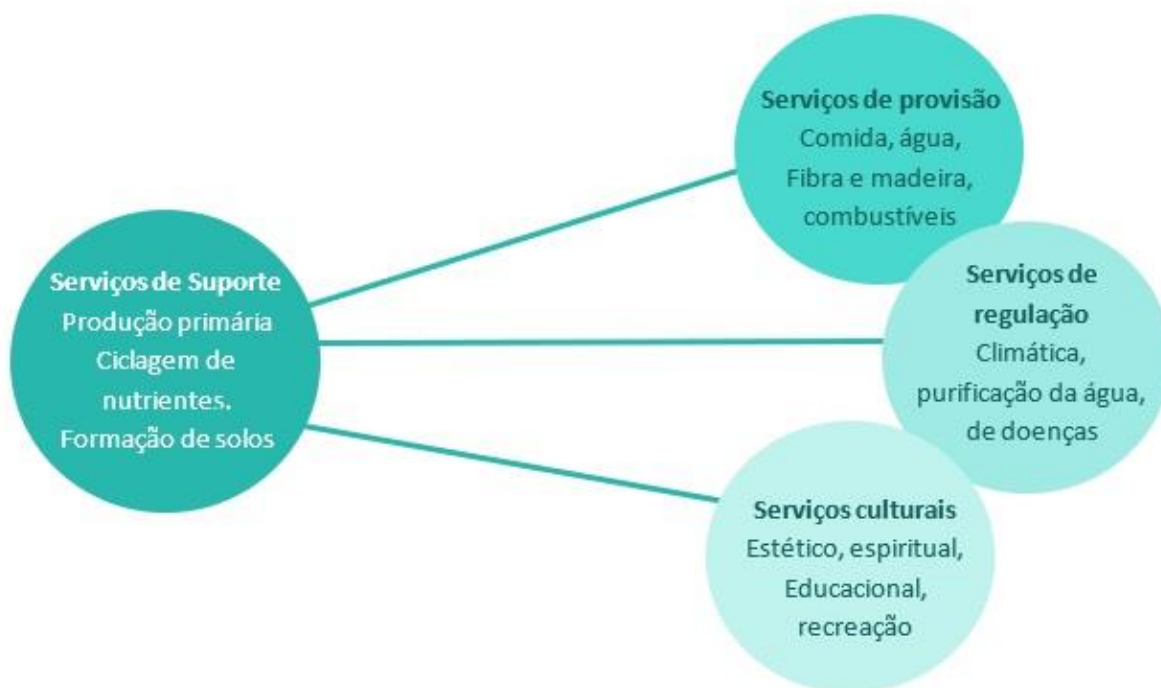 Serviços de Suporte
Produção primária
Ciclagem de
nutrientes.
Formação de solos
Serviços de provisão
Comida, água,
Fibra e madeira,
combustíveis
Serviços de
regulação
Climática,
purificação da água,
de doenças
Serviços culturais
Estético, espiritual,
Educacional,
recreação